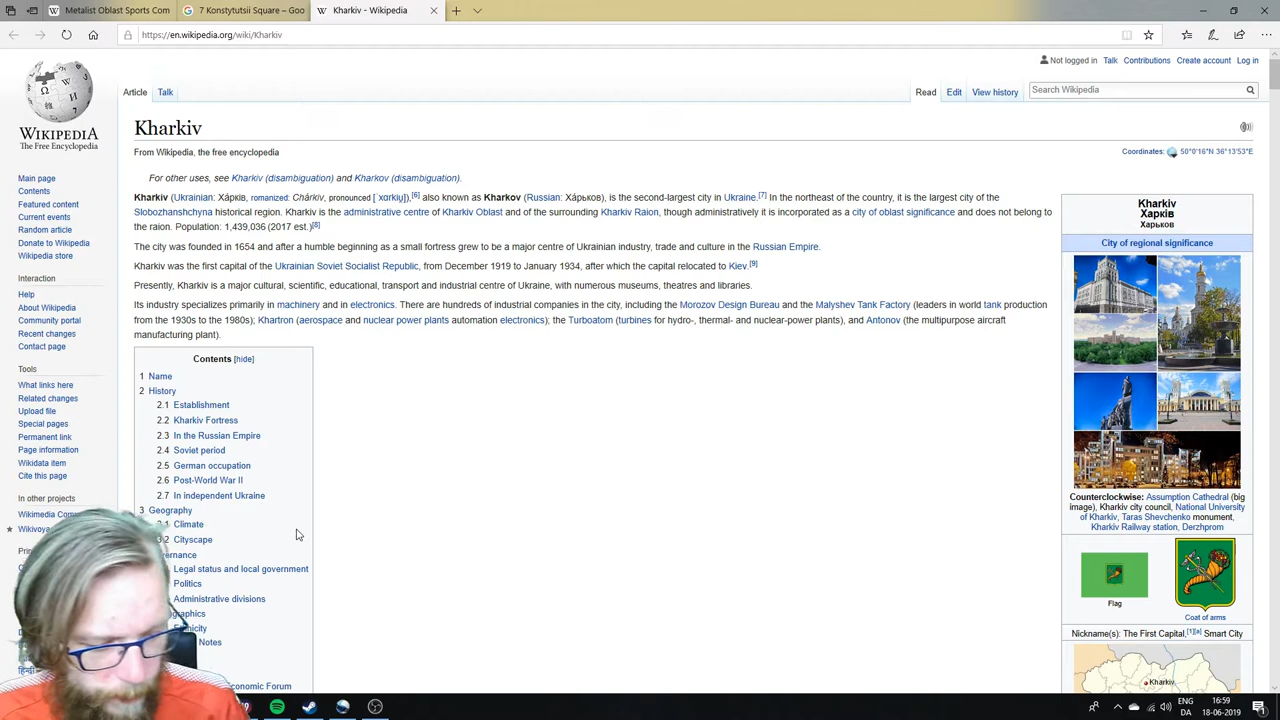 Metalist Oblast Sports Com
7 Konstytutsii Square – Goo
Kharkiv - Wikipedia
https://en.wikipedia.org/wiki/Kharkiv
Not logged in Talk Contributions Create account Log in
Article Talk
Read Edit View history
Search Wikipedia
WIKIPEDIA
The Free Encyclopedia
Main page
Contents
Featured content
Current events
Random article
Donate to Wikipedia
Wikipedia store
Interaction
Help
About Wikipedia
Community portal
Recent changes
Contact page
Tools
What links here
Related changes
Upload file
Special pages
Permanent link
Page information
Wikidata item
Cite this page
In other projects
Kharkiv
From Wikipedia, the free encyclopedia
Coordinates: 50°0′16″N 36°13′53″E
For other uses, see Kharkiv (disambiguation) and Kharkov (disambiguation).
Kharkiv (Ukrainian: Ха́рків, romanized: Chárkiv, pronounced [ˈxɑrkiu̯]),[6] also known as Kharkov (Russian: Ха́рьков), is the second-largest city in Ukraine.[7] In the northeast of the country, it is the largest city of the
Slobozhanshchyna historical region. Kharkiv is the administrative centre of Kharkiv Oblast and of the surrounding Kharkiv Raion, though administratively it is incorporated as a city of oblast significance and does not belong to
the raion. Population: 1,439,036 (2017 est.)[8]
The city was founded in 1654 and after a humble beginning as a small fortress grew to be a major centre of Ukrainian industry, trade and culture in the Russian Empire.
Kharkiv was the first capital of the Ukrainian Soviet Socialist Republic, from December 1919 to January 1934, after which the capital relocated to Kiev.[9]
Presently, Kharkiv is a major cultural, scientific, educational, transport and industrial centre of Ukraine, with numerous museums, theatres and libraries.
Its industry specializes primarily in machinery and in electronics. There are hundreds of industrial companies in the city, including the Morozov Design Bureau and the Malyshev Tank Factory (leaders in world tank production
from the 1930s to the 1980s); Khartron (aerospace and nuclear power plants automation electronics); the Turboatom (turbines for hydro-, thermal- and nuclear-power plants), and Antonov (the multipurpose aircraft
manufacturing plant).
Contents [hide]
1 Name
2 History
2.1 Establishment
2.2 Kharkiv Fortress
2.3 In the Russian Empire
2.4 Soviet period
2.5 German occupation
2.6 Post-World War II
2.7 In independent Ukraine
3 Geography
Climate
Cityscape
Legal status and local government
Politics
Administrative divisions
Notes
Economic Forum
Kharkiv
Харків
Харьков
City of regional significance
Counterclockwise: Assumption Cathedral (big
image), Kharkiv city council, National University
of Kharkiv, Taras Shevchenko monument,
Kharkiv Railway station, Derzhprom
Flag
Coat of arms
Nickname(s): The First Capital,[1][a] Smart City
Kharkiv
ENG
DA
16:59
18-06-2019